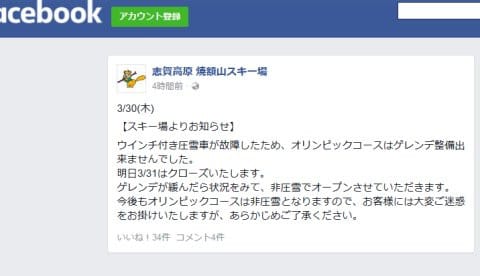 acebook
アカウント登録
志賀高原 焼額山スキー場
4時間前
3/30(木)
【スキー場よりお知らせ】
ウインチ付き圧雪車が故障したため、オリンピックコースはゲレンデ整備出
来ませんでした。
明日3/31はクローズいたします。
ゲレンデが緩んだら状況をみて、非圧雪でオープンさせていただきます。
今後もオリンピックコースは非圧雪となりますので、お客様には大変ご迷惑
をお掛けいたしますが、あらかじめご了承ください。
いいね！34件 コメント4件